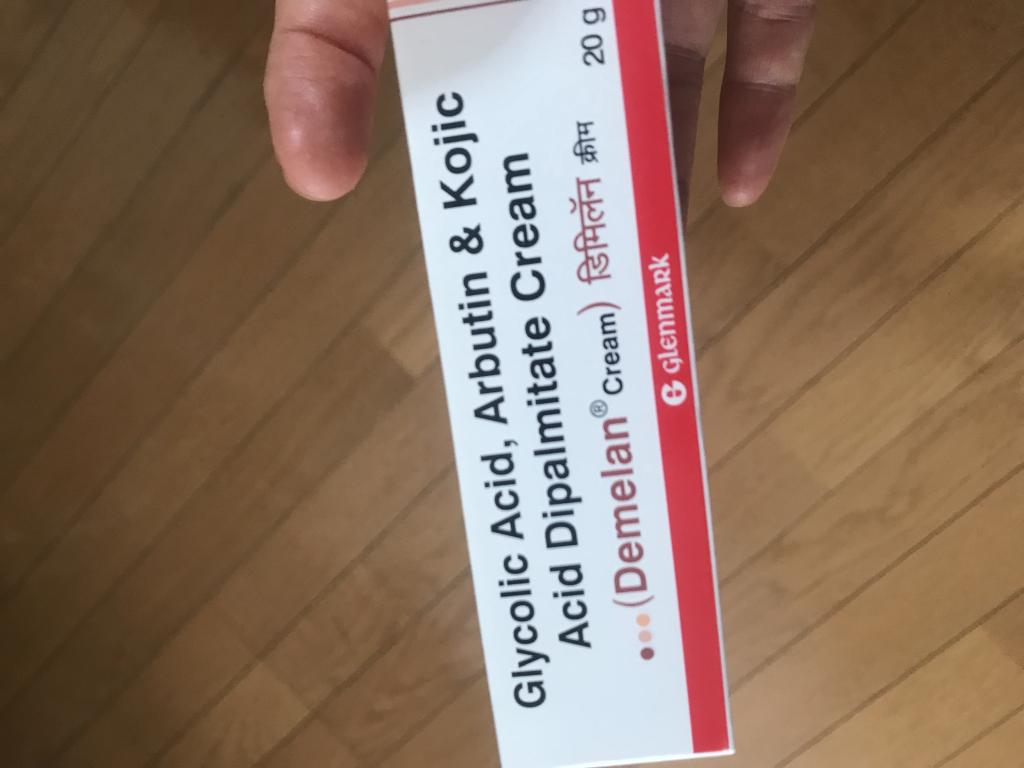 Glycolic Acid, Arbutin & Kojic
Acid Dipalmitate Cream
(Demelan® Cream) डिमिलॅन क्रीम 20 g
Glenmark